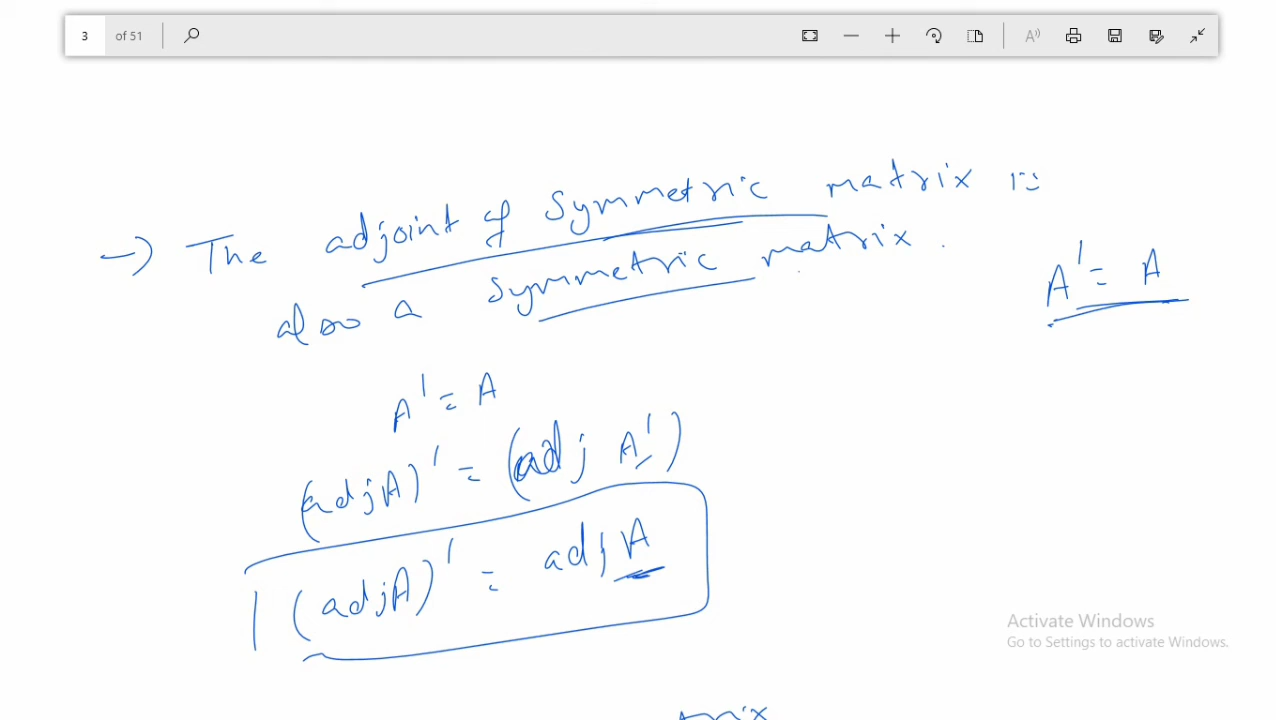 3 of 51
→ The adjoint of symmetric matrix is
also a symmetric matrix.
A' = A
A' = A
(adjA)' = (adj A')
(adjA)' = adj A
Activate Windows
Go to Settings to activate Windows.